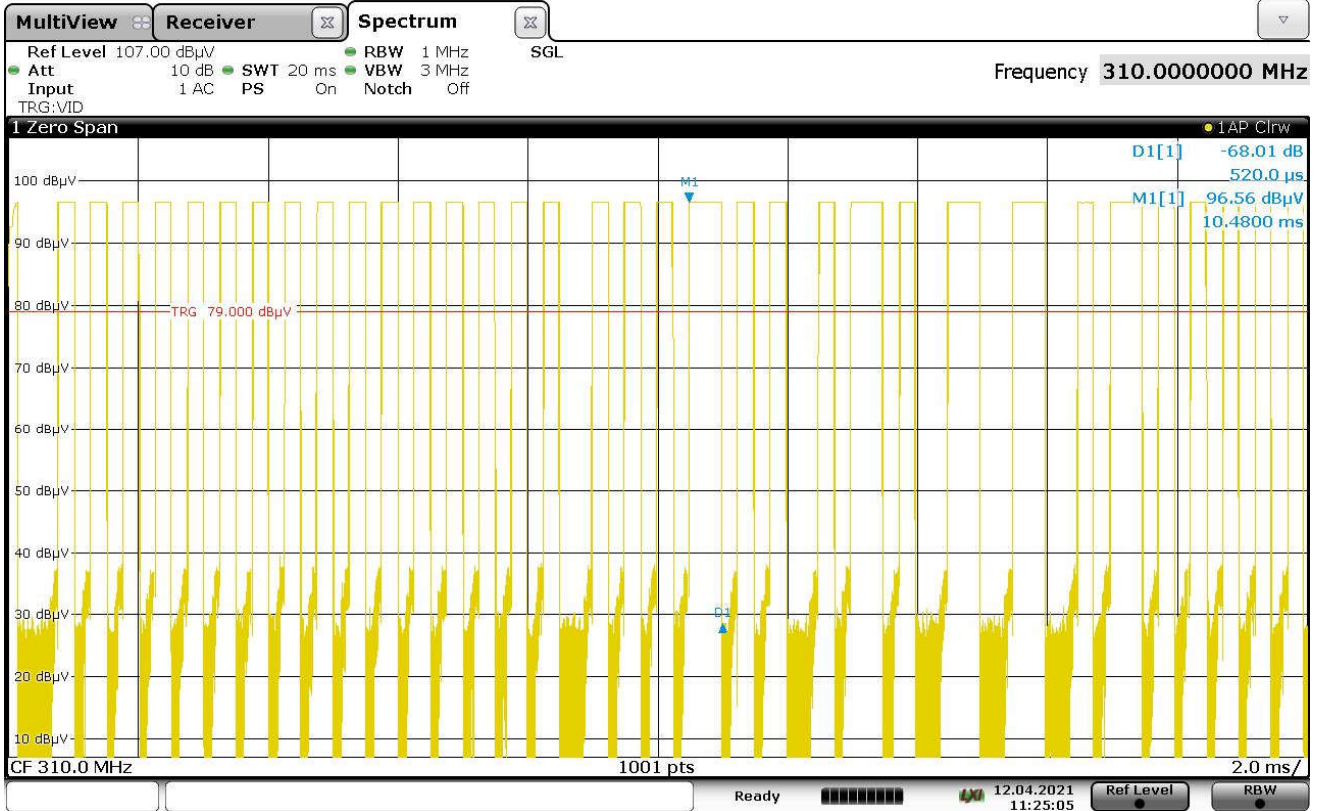 MultiView Receiver Spectrum
Ref Level 107.00 dBµV RBW 1 MHz SGL
Att 10 dB SWT 20 ms VBW 3 MHz
Input 1 AC PS On Notch Off
TRG:VID
Frequency 310.0000000 MHz
1 Zero Span 1AP Clrw
D1[1] -68.01 dB
520.0 µs
M1[1] 96.56 dBµV
10.4800 ms
100 dBµV
M1
90 dBµV
80 dBµV
TRG 79.000 dBµV
70 dBµV
60 dBµV
50 dBµV
40 dBµV
30 dBµV
D1
20 dBµV
10 dBµV
CF 310.0 MHz 1001 pts 2.0 ms/
Ready LXI 12.04.2021 Ref Level RBW
11:25:05